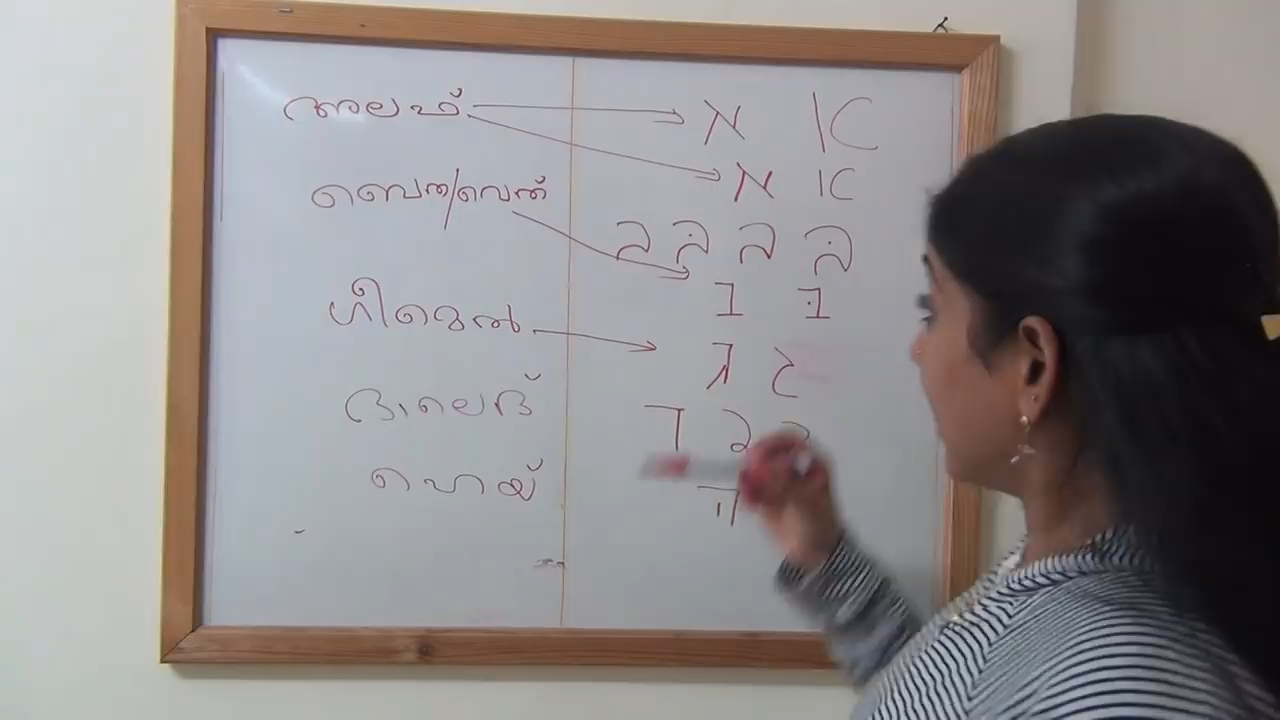 അലഫ് א א
א א
ബെത/വെത്
ב בּ ב בּ
ב בּ
ഗീമെൽ ג ג
ദാലെദ് ד ד
ഹെയ് ה